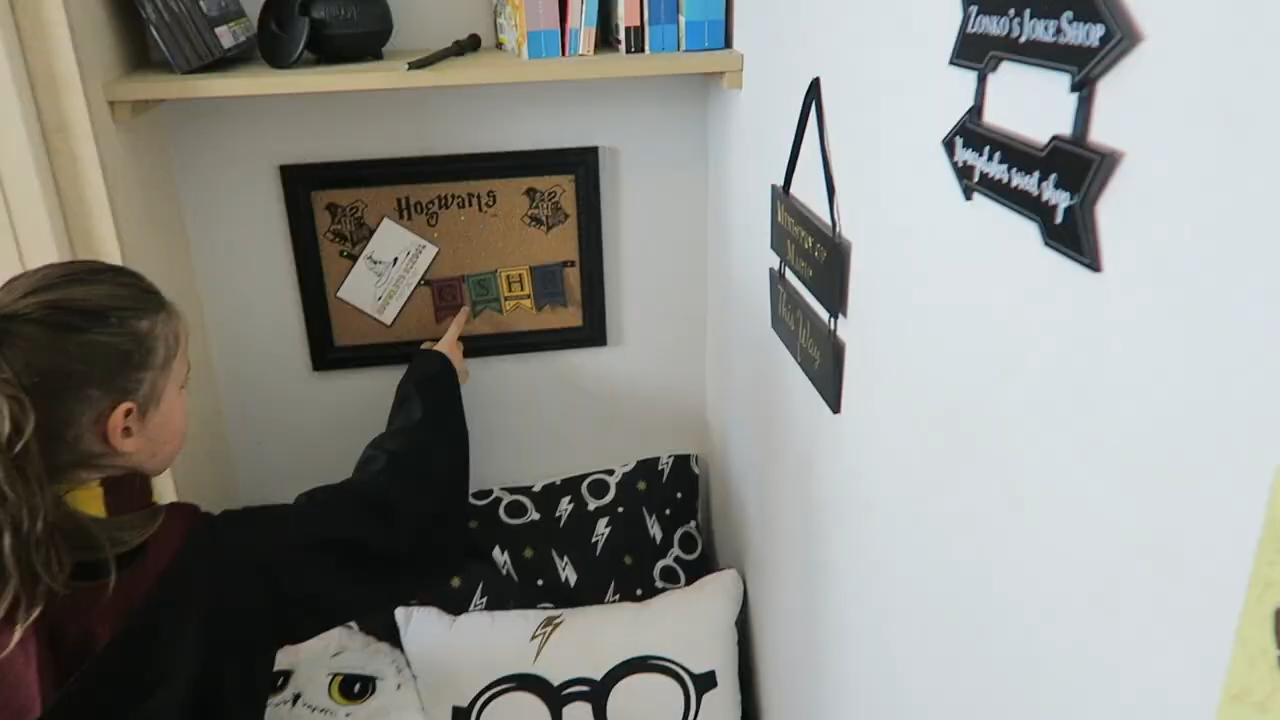 ZONKO'S JOKE SHOP
Honeydukes sweet shop
MINISTRY OF
MAGIC
This Way
HOGWARTS
G S H